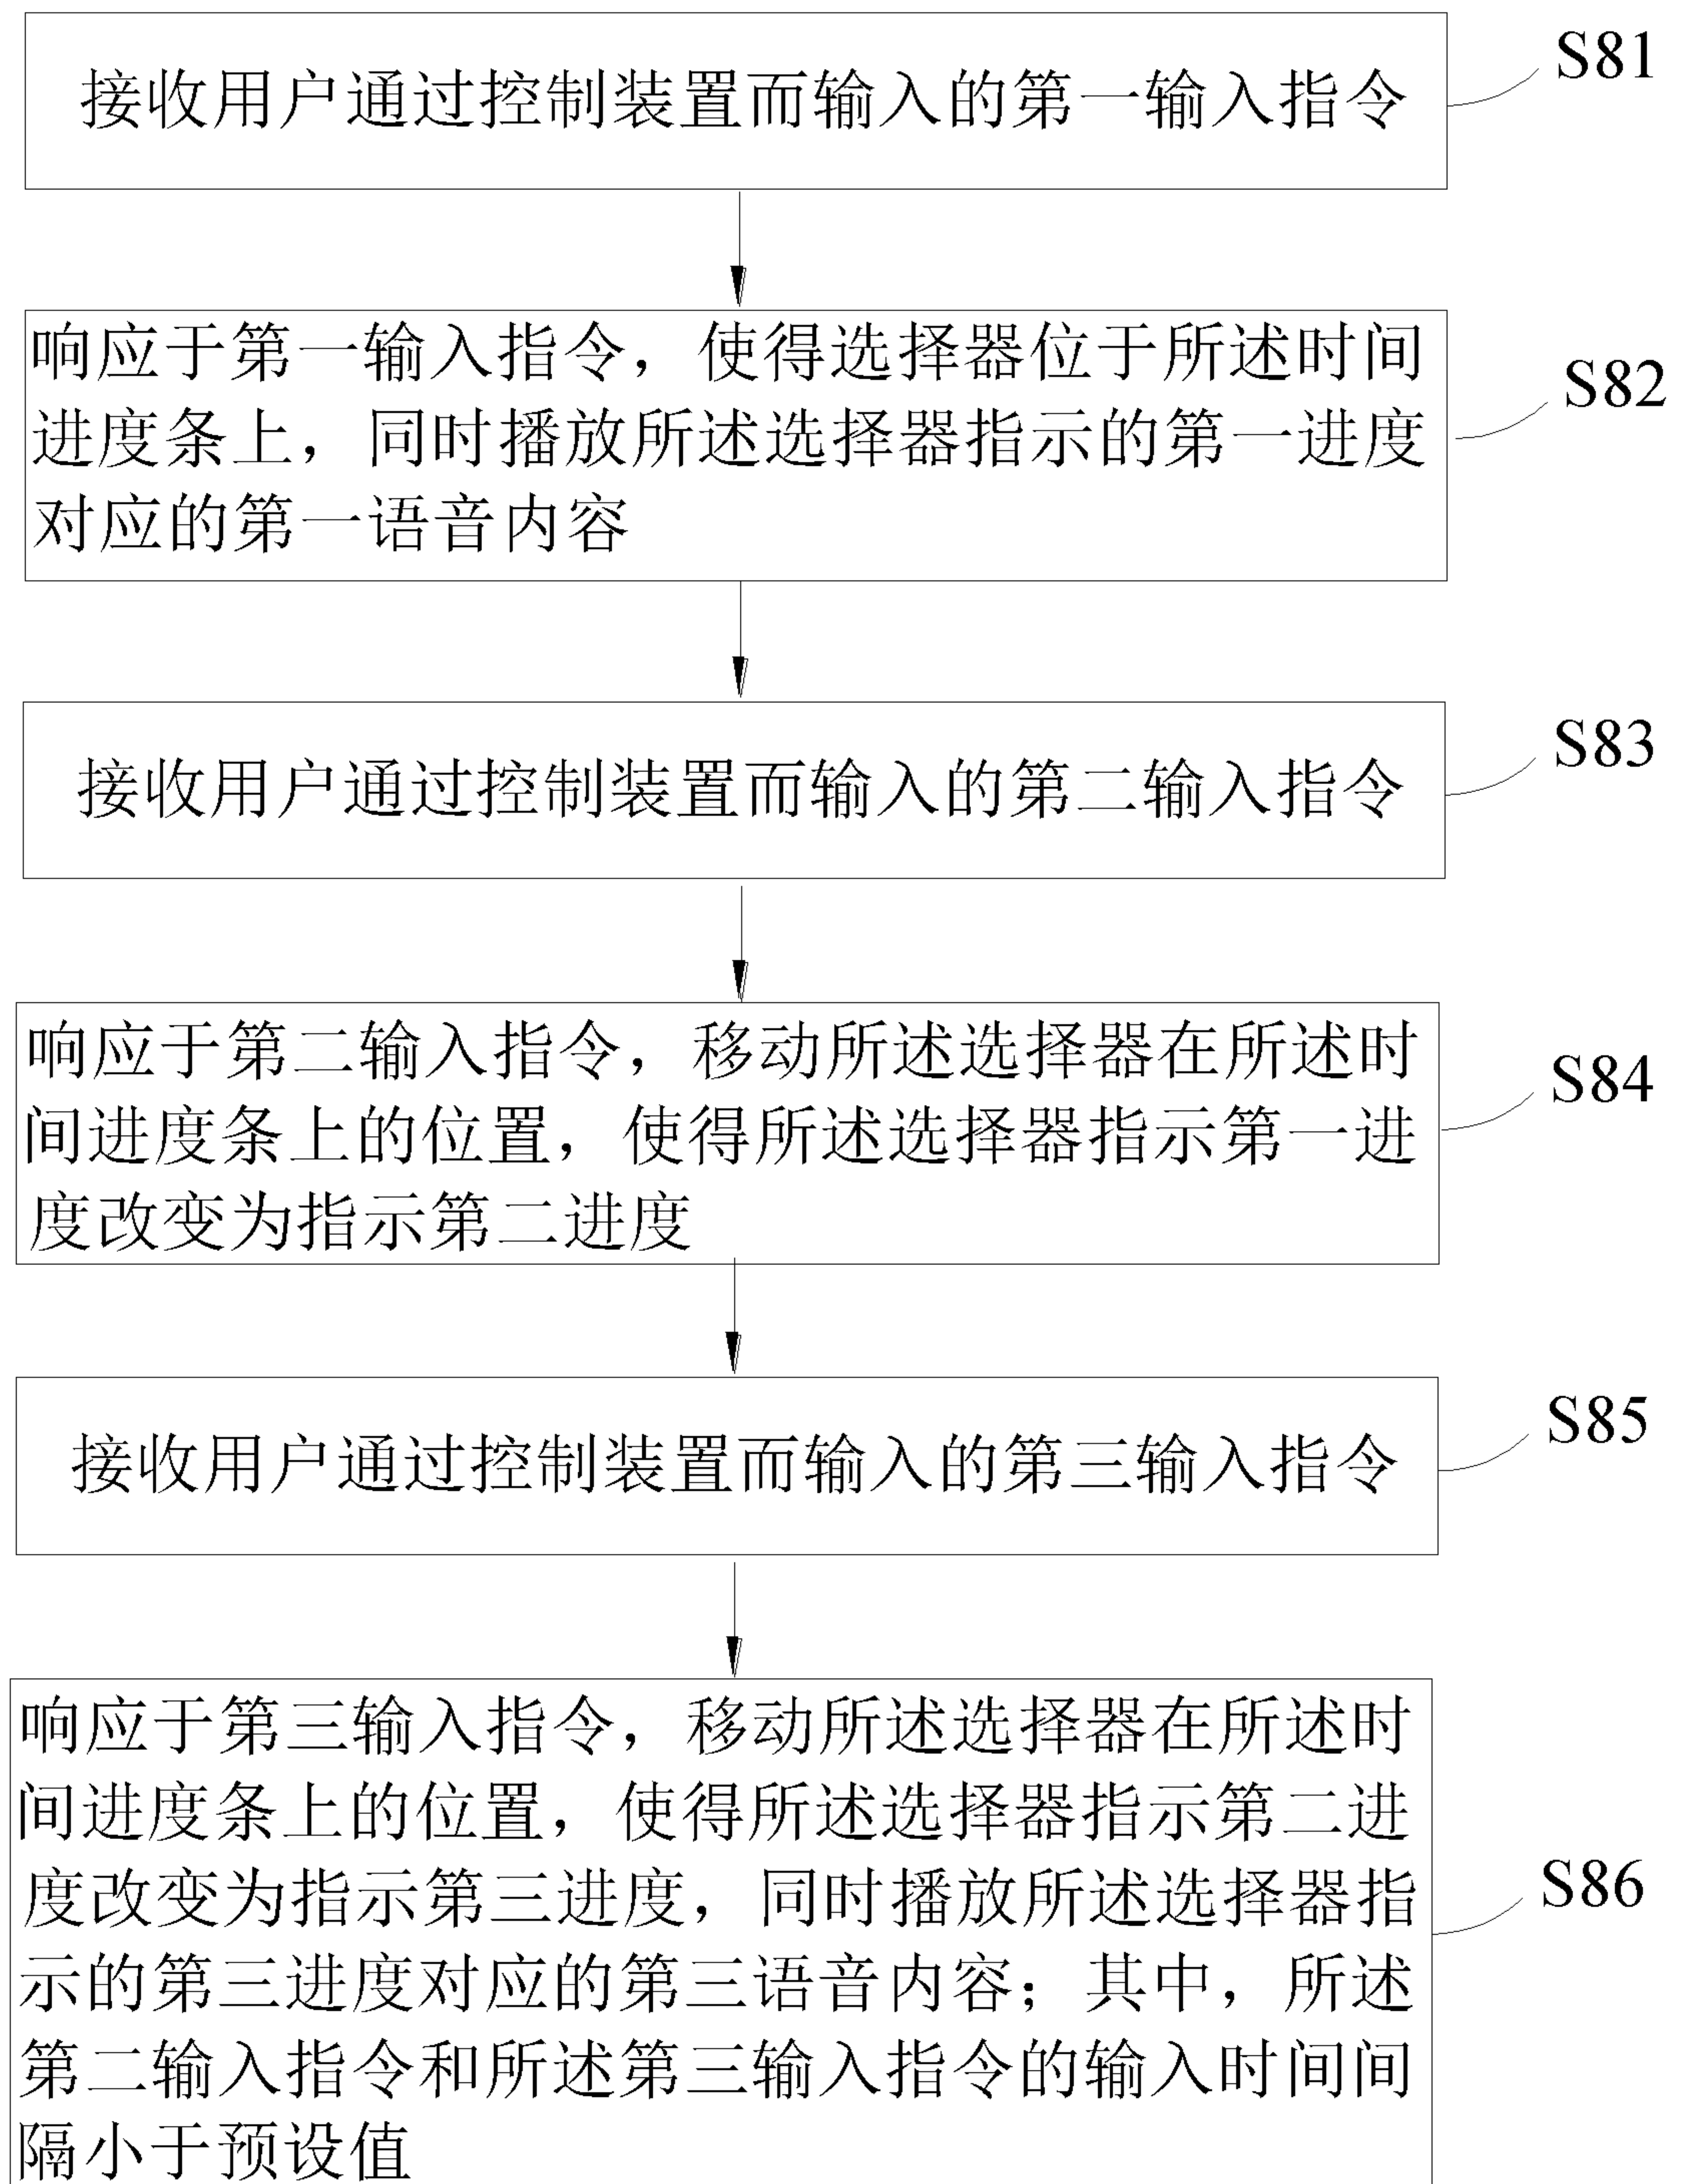 接收用户通过控制装置而输入的第一输入指令
S81
响应于第一输入指令，使得选择器位于所述时间
进度条上，同时播放所述选择器指示的第一进度
对应的第一语音内容
S82
接收用户通过控制装置而输入的第二输入指令
S83
响应于第二输入指令，移动所述选择器在所述时
间进度条上的位置，使得所述选择器指示第一进
度改变为指示第二进度
S84
接收用户通过控制装置而输入的第三输入指令
S85
响应于第三输入指令，移动所述选择器在所述时
间进度条上的位置，使得所述选择器指示第二进
度改变为指示第三进度，同时播放所述选择器指
示的第三进度对应的第三语音内容；其中，所述
第二输入指令和所述第三输入指令的输入时间间
隔小于预设值
S86